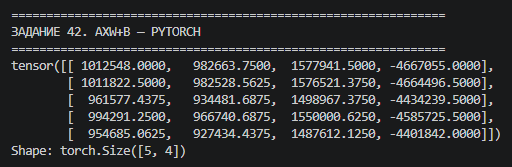 ==============================================================
ЗАДАНИЕ 42. AXW+B — PYTORCH
==============================================================
tensor([[ 1012548.0000,   982663.7500,  1577941.5000, -4667055.0000],
        [ 1011822.5000,   982528.5625,  1576521.3750, -4664496.5000],
        [  961577.4375,   934481.6875,  1498967.3750, -4434239.5000],
        [  994291.2500,   966740.6875,  1550000.6250, -4585725.5000],
        [  954685.0625,   927434.4375,  1487612.1250, -4401842.0000]])
Shape: torch.Size([5, 4])